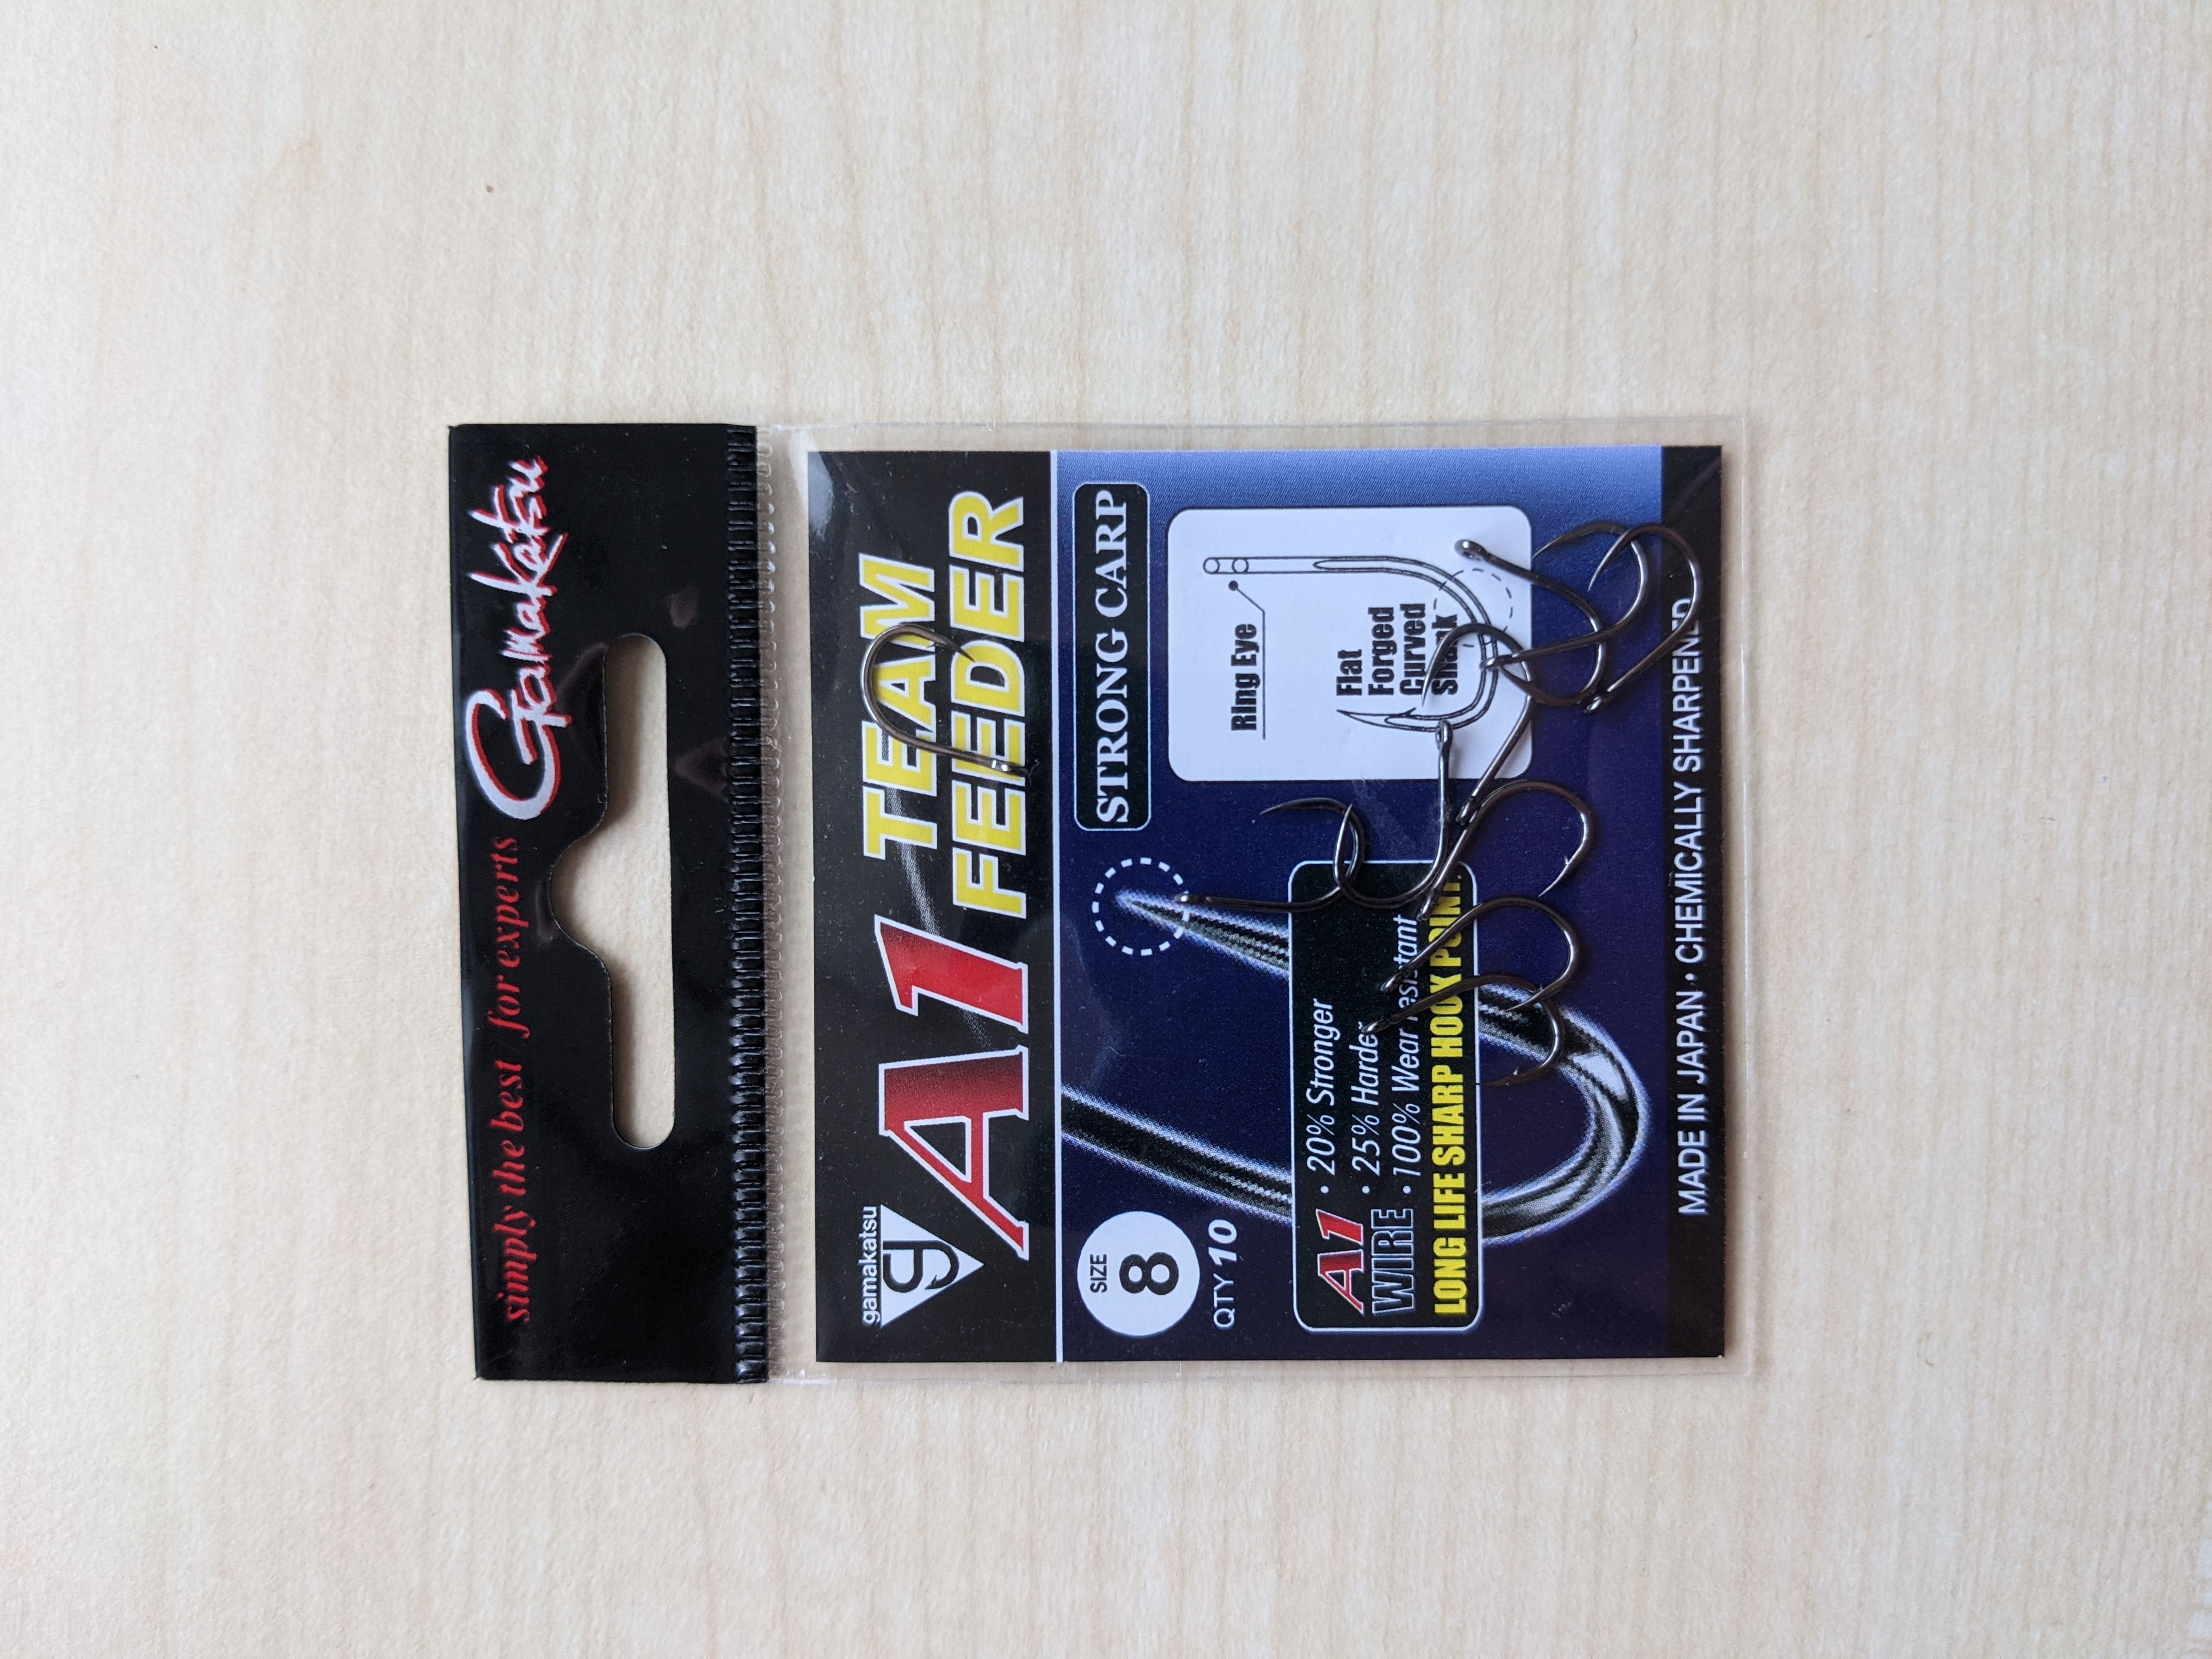 simply the best for experts Gamakatsu
gamakatsu
A1 TEAM
FEEDER
SIZE
8
QTY 10
STRONG CARP
Ring Eye
Flat
Forged
Curved
Shank
A1
WIRE
• 20% Stronger
• 25% Harder
• 100% Wear resistant
LONG LIFE SHARP HOOK POINT.
MADE IN JAPAN • CHEMICALLY SHARPENED